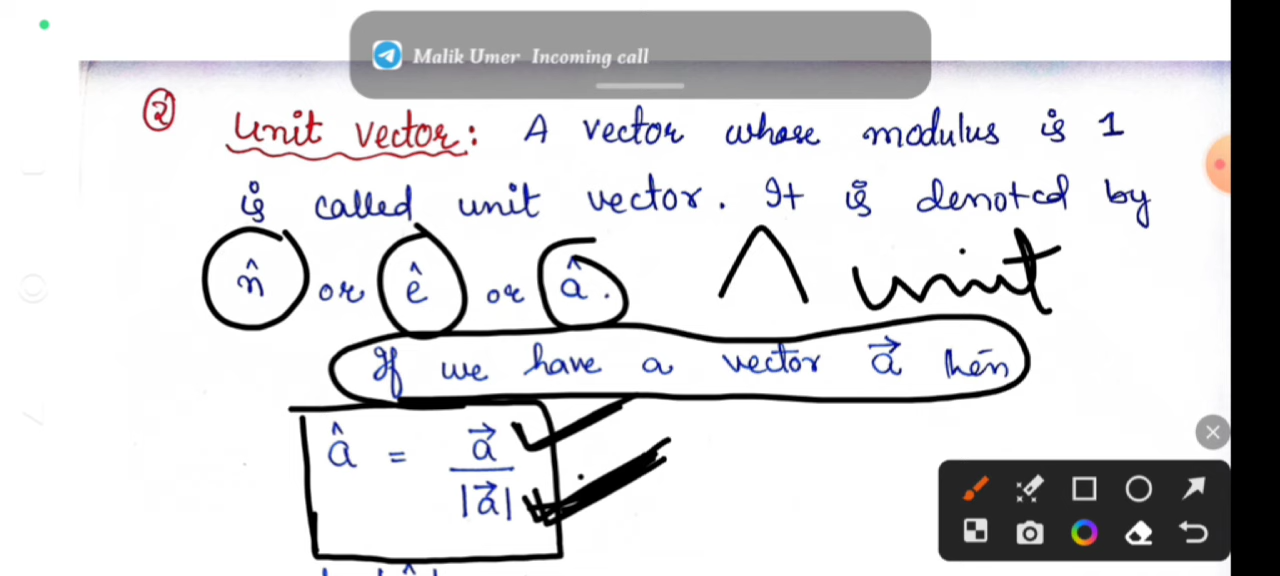 Malik Umer Incoming call
② Unit vector: A vector whose modulus is 1
is called unit vector. It is denoted by
n̂ or ê or â. ^ unit
If we have a vector a⃗ then
â = a⃗ / |a⃗|